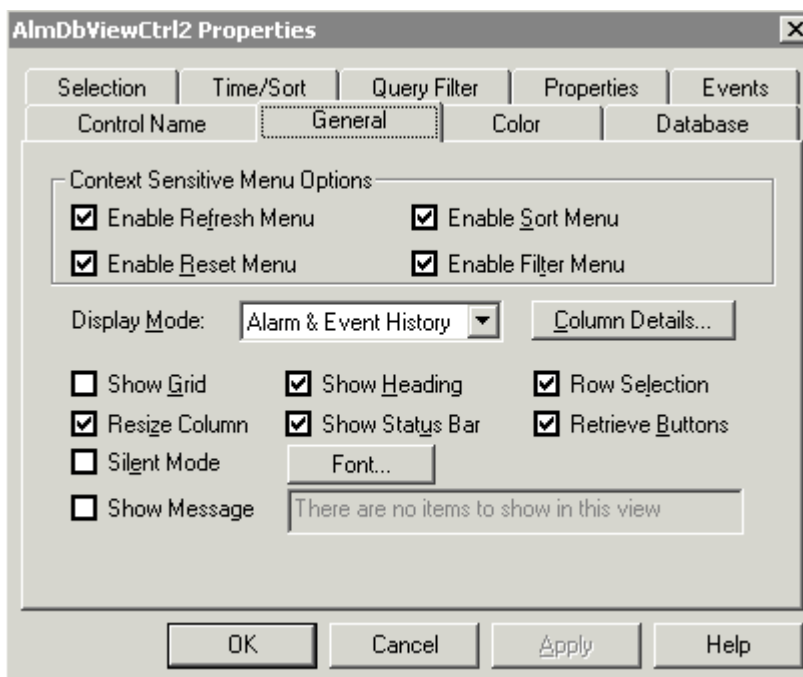 AlmDbViewCtrl2 Properties
Selection Time/Sort Query Filter Properties Events
Control Name General Color Database
Context Sensitive Menu Options
Enable Refresh Menu Enable Sort Menu
Enable Reset Menu Enable Filter Menu
Display Mode: Alarm & Event History Column Details...
Show Grid Show Heading Row Selection
Resize Column Show Status Bar Retrieve Buttons
Silent Mode Font...
Show Message There are no items to show in this view
OK Cancel Apply Help